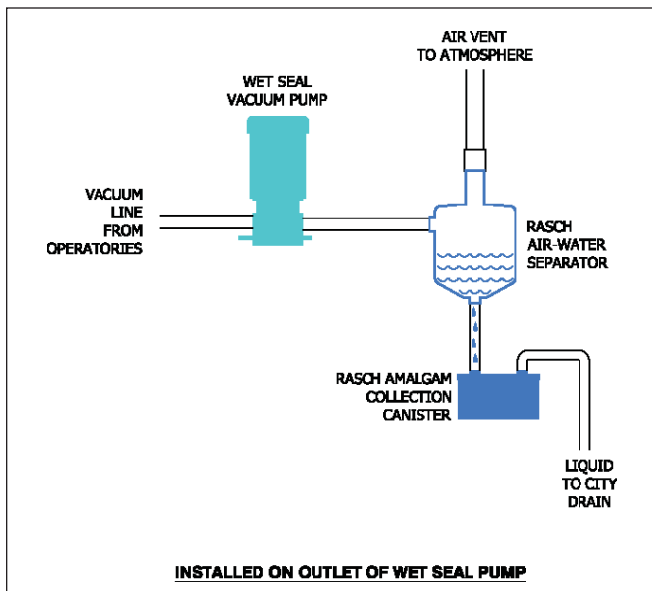 AIR VENT
TO ATMOSPHERE
WET SEAL
VACUUM PUMP
VACUUM
LINE
FROM
OPERATORIES
RASCH
AIR-WATER
SEPARATOR
RASCH AMALGAM
COLLECTION
CANISTER
LIQUID
TO CITY
DRAIN
INSTALLED ON OUTLET OF WET SEAL PUMP